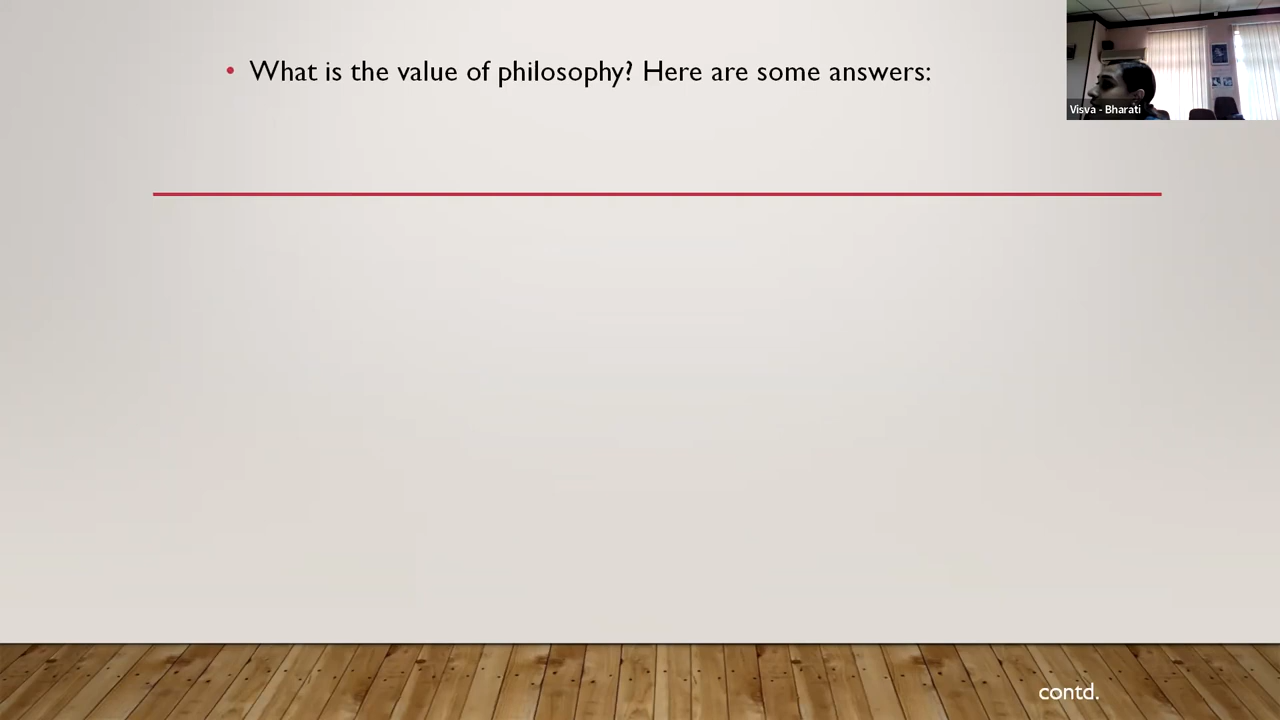 • What is the value of philosophy? Here are some answers:
Visva - Bharati
contd.